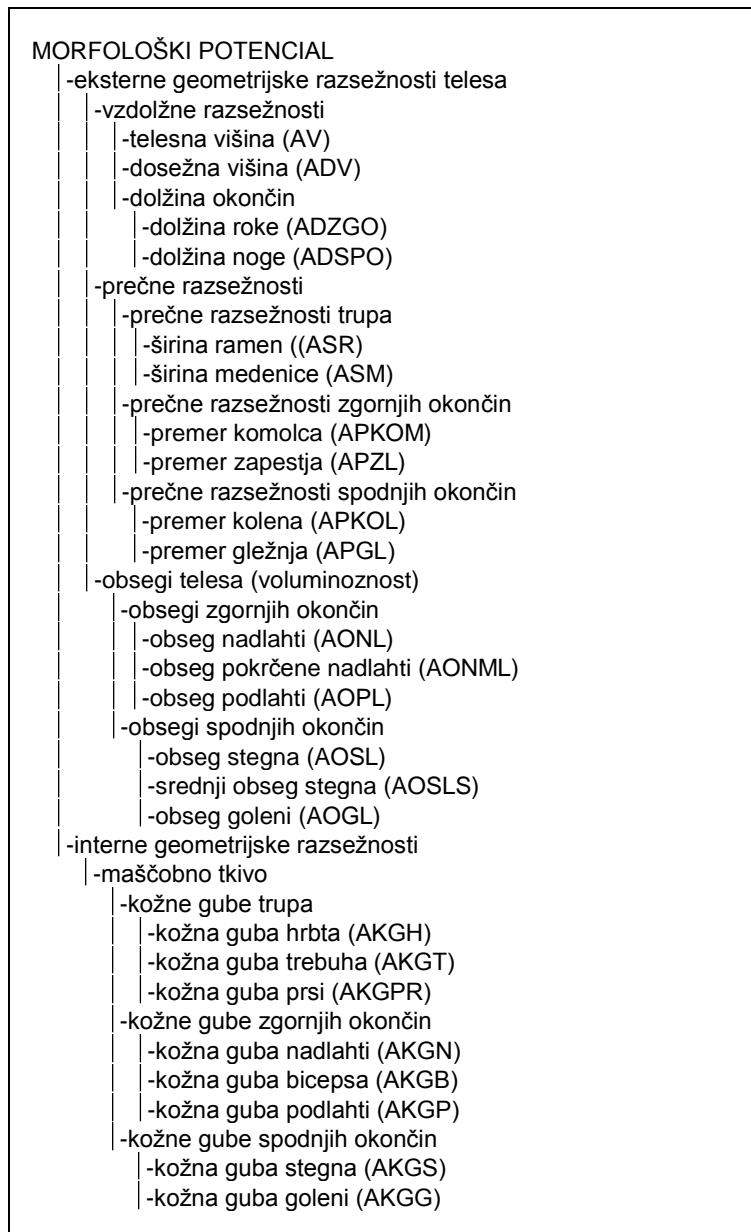 MORFOLOŠKI POTENCIAL
-eksterne geometrijske razsežnosti telesa
-vzdolžne razsežnosti
-telesna višina (AV)
-dosežna višina (ADV)
-dolžina okončin
-dolžina roke (ADZGO)
-dolžina noge (ADSPO)
-prečne razsežnosti
-prečne razsežnosti trupa
-širina ramen ((ASR)
-širina medenice (ASM)
-prečne razsežnosti zgornjih okončin
-premer komolca (APKOM)
-premer zapestja (APZL)
-prečne razsežnosti spodnjih okončin
-premer kolena (APKOL)
-premer gležnja (APGL)
-obsegi telesa (voluminoznost)
-obsegi zgornjih okončin
-obseg nadlahti (AONL)
-obseg pokrčene nadlahti (AONML)
-obseg podlahti (AOPL)
-obsegi spodnjih okončin
-obseg stegna (AOSL)
-srednji obseg stegna (AOSLS)
-obseg goleni (AOGL)
-interne geometrijske razsežnosti
-maščobno tkivo
-kožne gube trupa
-kožna guba hrbta (AKGH)
-kožna guba trebuha (AKGT)
-kožna guba prsi (AKGPR)
-kožne gube zgornjih okončin
-kožna guba nadlahti (AKGN)
-kožna guba bicepsa (AKGB)
-kožna guba podlahti (AKGP)
-kožne gube spodnjih okončin
-kožna guba stegna (AKGS)
-kožna guba goleni (AKGG)